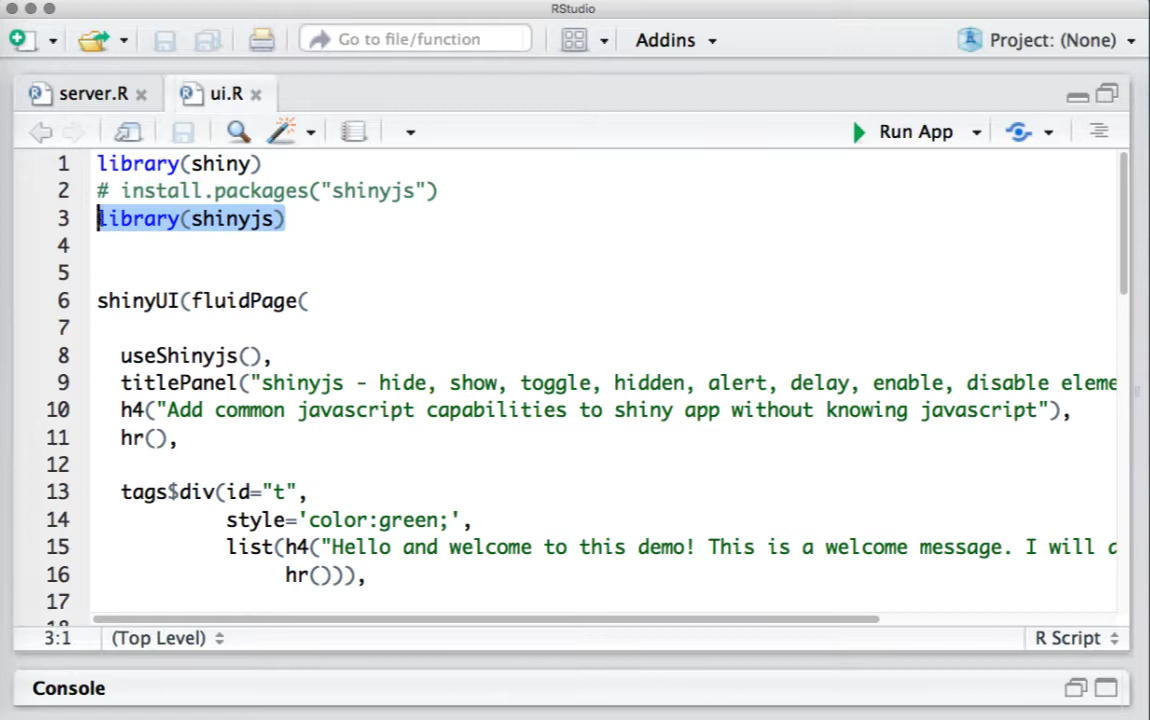 RStudio
Go to file/function
Addins
Project: (None)
server.R
ui.R
Run App
1 library(shiny)
2 # install.packages("shinyjs")
3 library(shinyjs)
4
5
6 shinyUI(fluidPage(
7
8 useShinyjs(),
9 titlePanel("shinyjs - hide, show, toggle, hidden, alert, delay, enable, disable eleme
10 h4("Add common javascript capabilities to shiny app without knowing javascript"),
11 hr(),
12
13 tags$div(id="t",
14 style='color:green;',
15 list(h4("Hello and welcome to this demo! This is a welcome message. I will
16 hr())),
17
3:1 (Top Level) R Script
Console